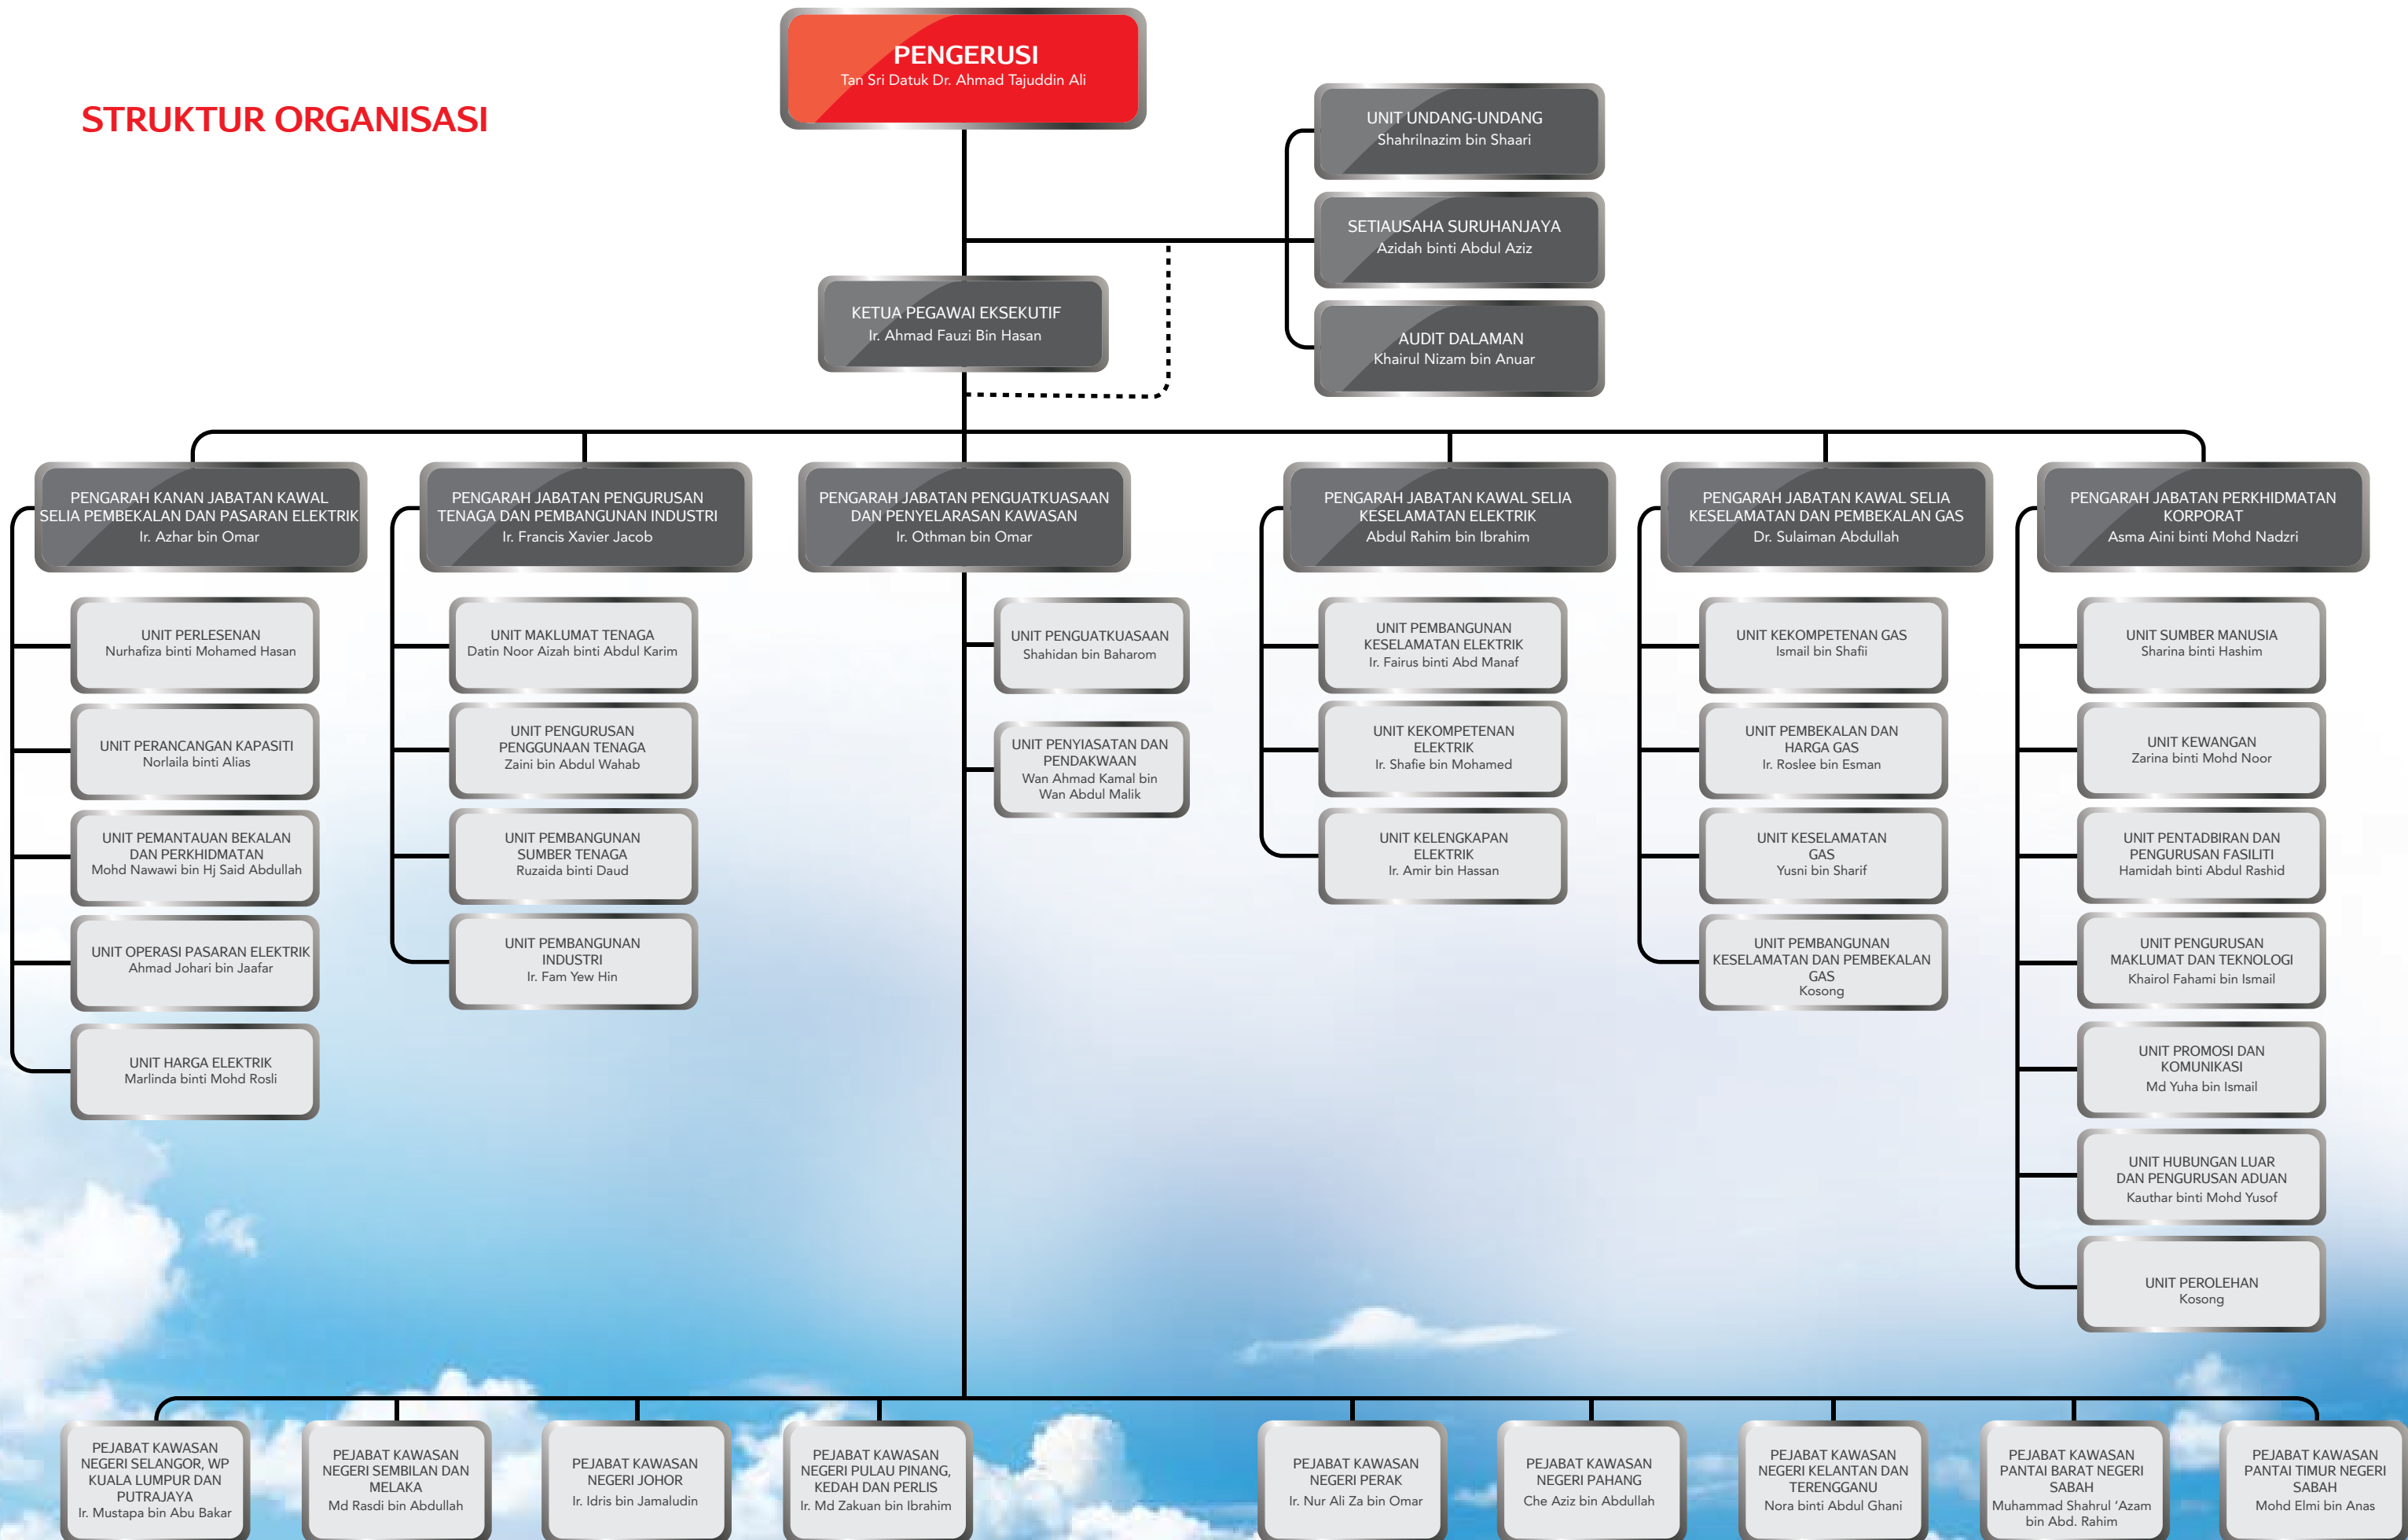 STRUKTUR ORGANISASI
PENGERUSI
Tan Sri Datuk Dr. Ahmad Tajuddin Ali
UNIT UNDANG-UNDANG
Shahrilnazim bin Shaari
SETIAUSAHA SURUHANJAYA
Azidah binti Abdul Aziz
AUDIT DALAMAN
Khairul Nizam bin Anuar
KETUA PEGAWAI EKSEKUTIF
Ir. Ahmad Fauzi Bin Hasan
PENGARAH KANAN JABATAN KAWAL
SELIA PEMBEKALAN DAN PASARAN ELEKTRIK
Ir. Azhar bin Omar
UNIT PERLESENAN
Nurhafiza binti Mohamed Hasan
UNIT PERANCANGAN KAPASITI
Norlaila binti Alias
UNIT PEMANTAUAN BEKALAN
DAN PERKHIDMATAN
Mohd Nawawi bin Hj Said Abdullah
UNIT OPERASI PASARAN ELEKTRIK
Ahmad Johari bin Jaafar
UNIT HARGA ELEKTRIK
Marlinda binti Mohd Rosli
PENGARAH JABATAN PENGURUSAN
TENAGA DAN PEMBANGUNAN INDUSTRI
Ir. Francis Xavier Jacob
UNIT MAKLUMAT TENAGA
Datin Noor Aizah binti Abdul Karim
UNIT PENGURUSAN
PENGGUNAAN TENAGA
Zaini bin Abdul Wahab
UNIT PEMBANGUNAN
SUMBER TENAGA
Ruzaida binti Daud
UNIT PEMBANGUNAN
INDUSTRI
Ir. Fam Yew Hin
PENGARAH JABATAN PENGUATKUASAAN
DAN PENYELARASAN KAWASAN
Ir. Othman bin Omar
UNIT PENGUATKUASAAN
Shahidan bin Baharom
UNIT PENYIASATAN DAN
PENDAKWAAN
Wan Ahmad Kamal bin
Wan Abdul Malik
PENGARAH JABATAN KAWAL SELIA
KESELAMATAN ELEKTRIK
Abdul Rahim bin Ibrahim
UNIT PEMBANGUNAN
KESELAMATAN ELEKTRIK
Ir. Fairus binti Abd Manaf
UNIT KEKOMPETENAN
ELEKTRIK
Ir. Shafie bin Mohamed
UNIT KELENGKAPAN
ELEKTRIK
Ir. Amir bin Hassan
PENGARAH JABATAN KAWAL SELIA
KESELAMATAN DAN PEMBEKALAN GAS
Dr. Sulaiman Abdullah
UNIT KEKOMPETENAN GAS
Ismail bin Shafii
UNIT PEMBEKALAN DAN
HARGA GAS
Ir. Roslee bin Esman
UNIT KESELAMATAN
GAS
Yusni bin Sharif
UNIT PEMBANGUNAN
KESELAMATAN DAN PEMBEKALAN
GAS
Kosong
PENGARAH JABATAN PERKHIDMATAN
KORPORAT
Asma Aini binti Mohd Nadzri
UNIT SUMBER MANUSIA
Sharina binti Hashim
UNIT KEWANGAN
Zarina binti Mohd Noor
UNIT PENTADBIRAN DAN
PENGURUSAN FASILITI
Hamidah binti Abdul Rashid
UNIT PENGURUSAN
MAKLUMAT DAN TEKNOLOGI
Khairol Fahami bin Ismail
UNIT PROMOSI DAN
KOMUNIKASI
Md Yuha bin Ismail
UNIT HUBUNGAN LUAR
DAN PENGURUSAN ADUAN
Kauthar binti Mohd Yusof
UNIT PEROLEHAN
Kosong
PEJABAT KAWASAN
NEGERI SELANGOR, WP
KUALA LUMPUR DAN
PUTRAJAYA
Ir. Mustapa bin Abu Bakar
PEJABAT KAWASAN
NEGERI SEMBILAN DAN
MELAKA
Md Rasdi bin Abdullah
PEJABAT KAWASAN
NEGERI JOHOR
Ir. Idris bin Jamaludin
PEJABAT KAWASAN
NEGERI PULAU PINANG,
KEDAH DAN PERLIS
Ir. Md Zakuan bin Ibrahim
PEJABAT KAWASAN
NEGERI PERAK
Ir. Nur Ali Za bin Omar
PEJABAT KAWASAN
NEGERI PAHANG
Che Aziz bin Abdullah
PEJABAT KAWASAN
NEGERI KELANTAN DAN
TERENGGANU
Nora binti Abdul Ghani
PEJABAT KAWASAN
PANTAI BARAT NEGERI
SABAH
Muhammad Shahrul ‘Azam
bin Abd. Rahim
PEJABAT KAWASAN
PANTAI TIMUR NEGERI
SABAH
Mohd Elmi bin Anas